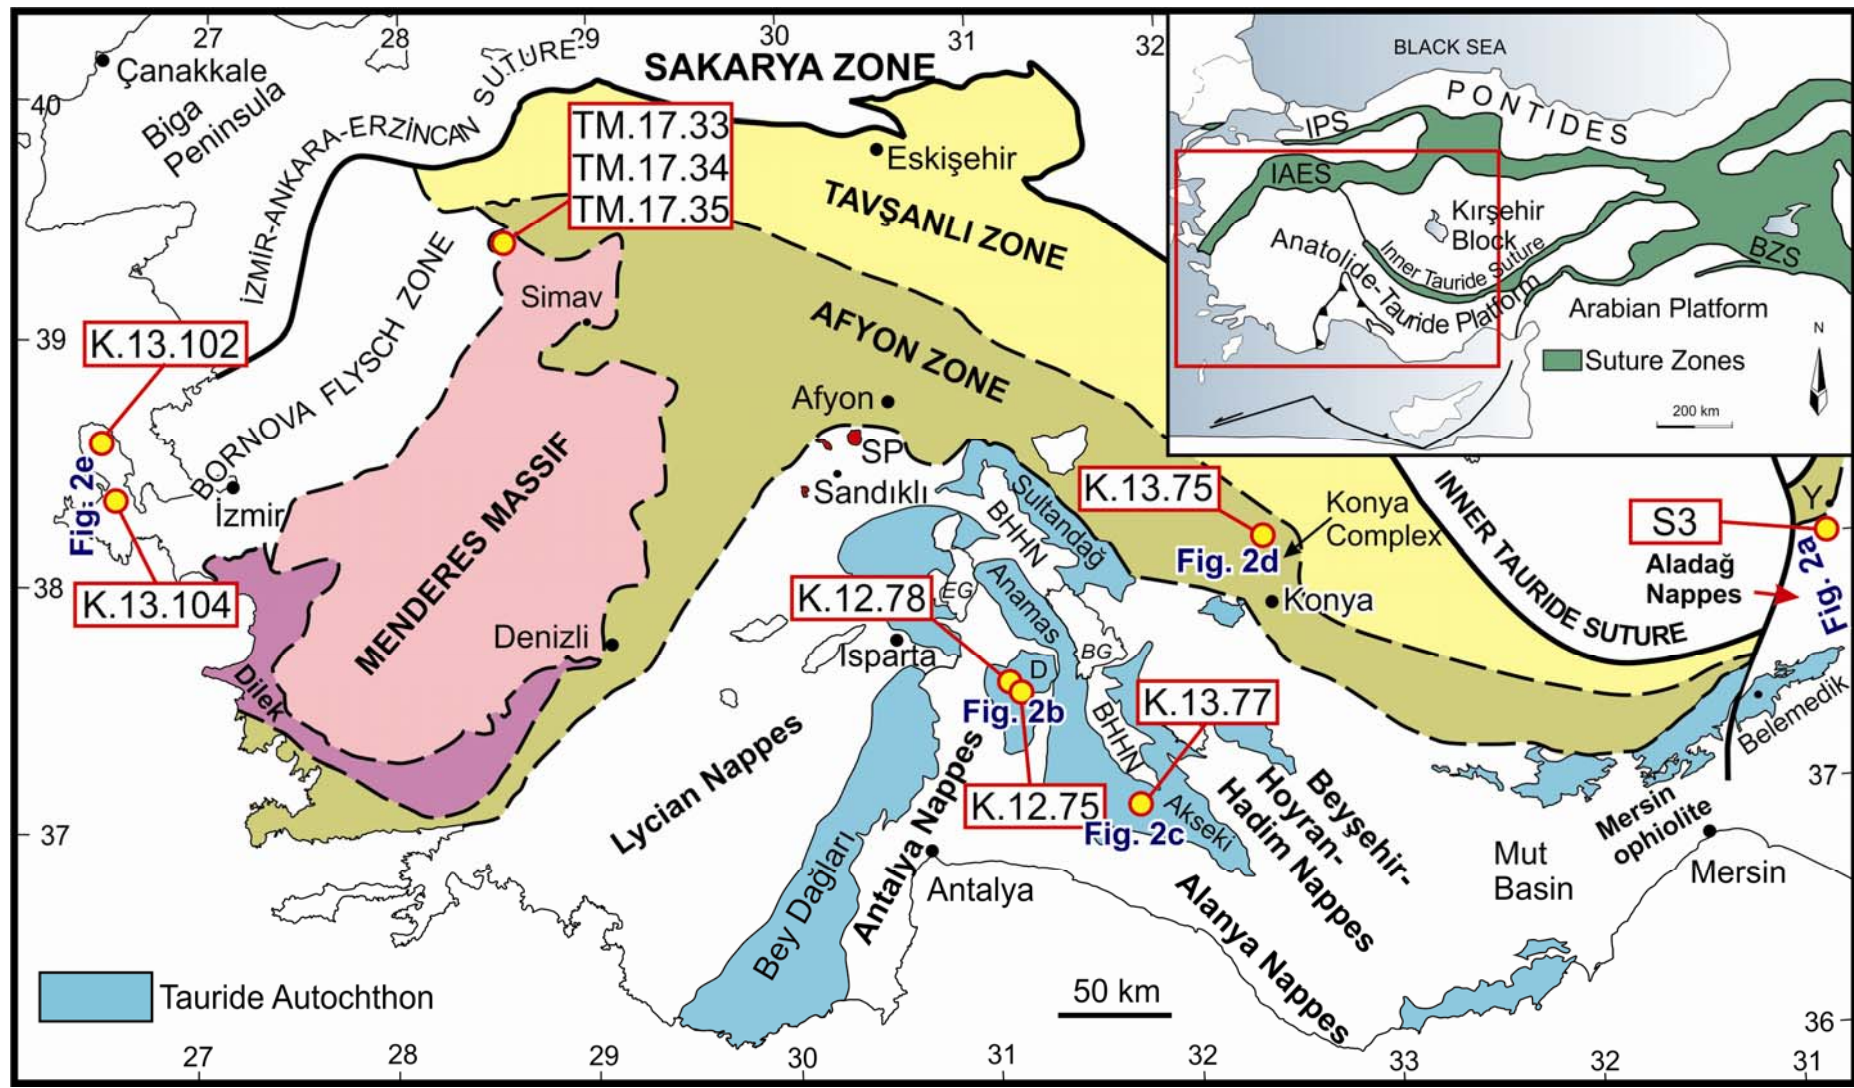 27
28
29
30
31
32
40
Çanakkale
Biga
Peninsula
İZMİR-ANKARA-ERZİNCAN SUTURE
SAKARYA ZONE
TM.17.33
TM.17.34
TM.17.35
Eskişehir
TAVŞANLI ZONE
BLACK SEA
PONTIDES
IPS
IAES
Kırşehir
Block
Inner Tauride Suture
Anatolide-Tauride Platform
BZS
Arabian Platform
N
Suture Zones
200 km
39
K.13.102
Simav
BORNOVA FLYSCH ZONE
AFYON ZONE
Afyon
SP
Sandıklı
Fig. 2e
İzmir
K.13.104
38
MENDERES MASSIF
Denizli
Dilek
Sultandağ
BHHN
K.13.75
Fig. 2d
Konya
Complex
Konya
INNER TAURIDE SUTURE
S3
Y
Aladağ
Nappes
Fig. 2a
K.12.78
EG
Anamas
Isparta
D
BG
Fig. 2b
BHHN
K.13.77
K.12.75
Fig. 2c
Akseki
Belemedik
37
37
Lycian Nappes
Bey Dağları
Antalya Nappes
Antalya
Beyşehir-
Hoyran-
Hadim Nappes
Alanya Nappes
Mersin
ophiolite
Mut
Basin
Mersin
Tauride Autochthon
50 km
36
27
28
29
30
31
32
33
32
31